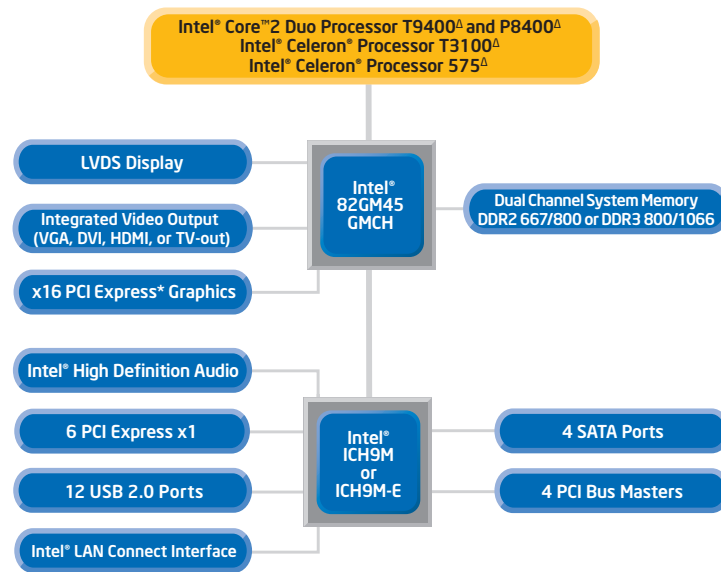 Intel® Core™2 Duo Processor T9400Δ and P8400Δ
Intel® Celeron® Processor T3100Δ
Intel® Celeron® Processor 575Δ
LVDS Display
Integrated Video Output
(VGA, DVI, HDMI, or TV-out)
x16 PCI Express* Graphics
Intel®
82GM45
GMCH
Dual Channel System Memory
DDR2 667/800 or DDR3 800/1066
Intel® High Definition Audio
6 PCI Express x1
12 USB 2.0 Ports
Intel® LAN Connect Interface
Intel®
ICH9M
or
ICH9M-E
4 SATA Ports
4 PCI Bus Masters